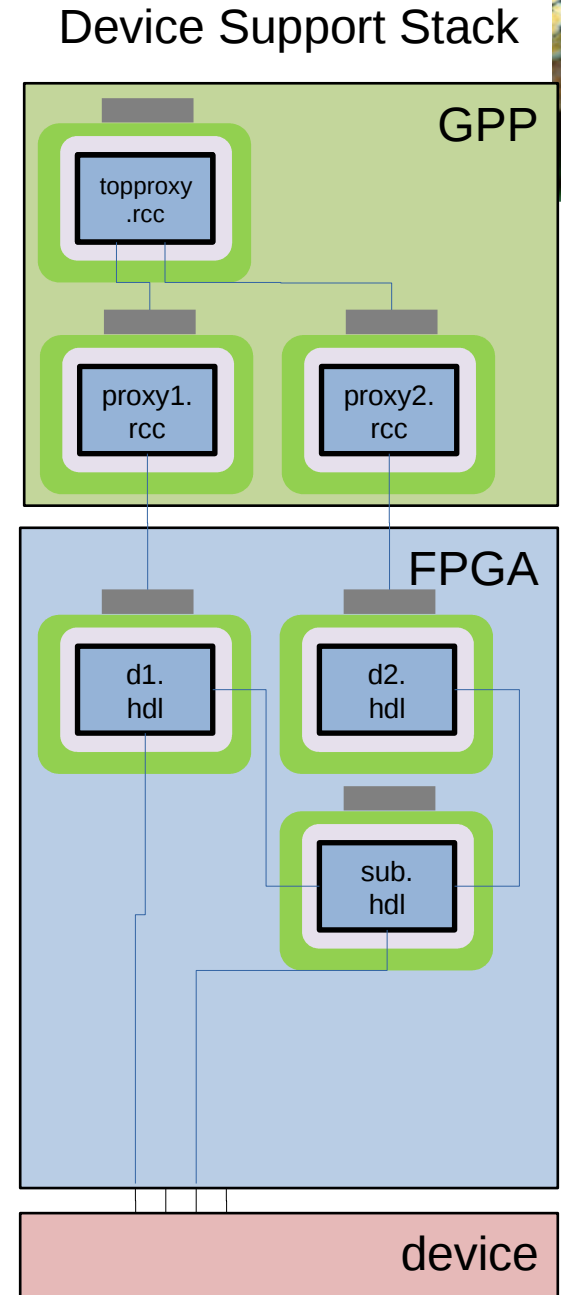 Device Support Stack
GPP
topproxy
.rcc
proxy1.
rcc
proxy2.
rcc
FPGA
d1.
hdl
d2.
hdl
sub.
hdl
device